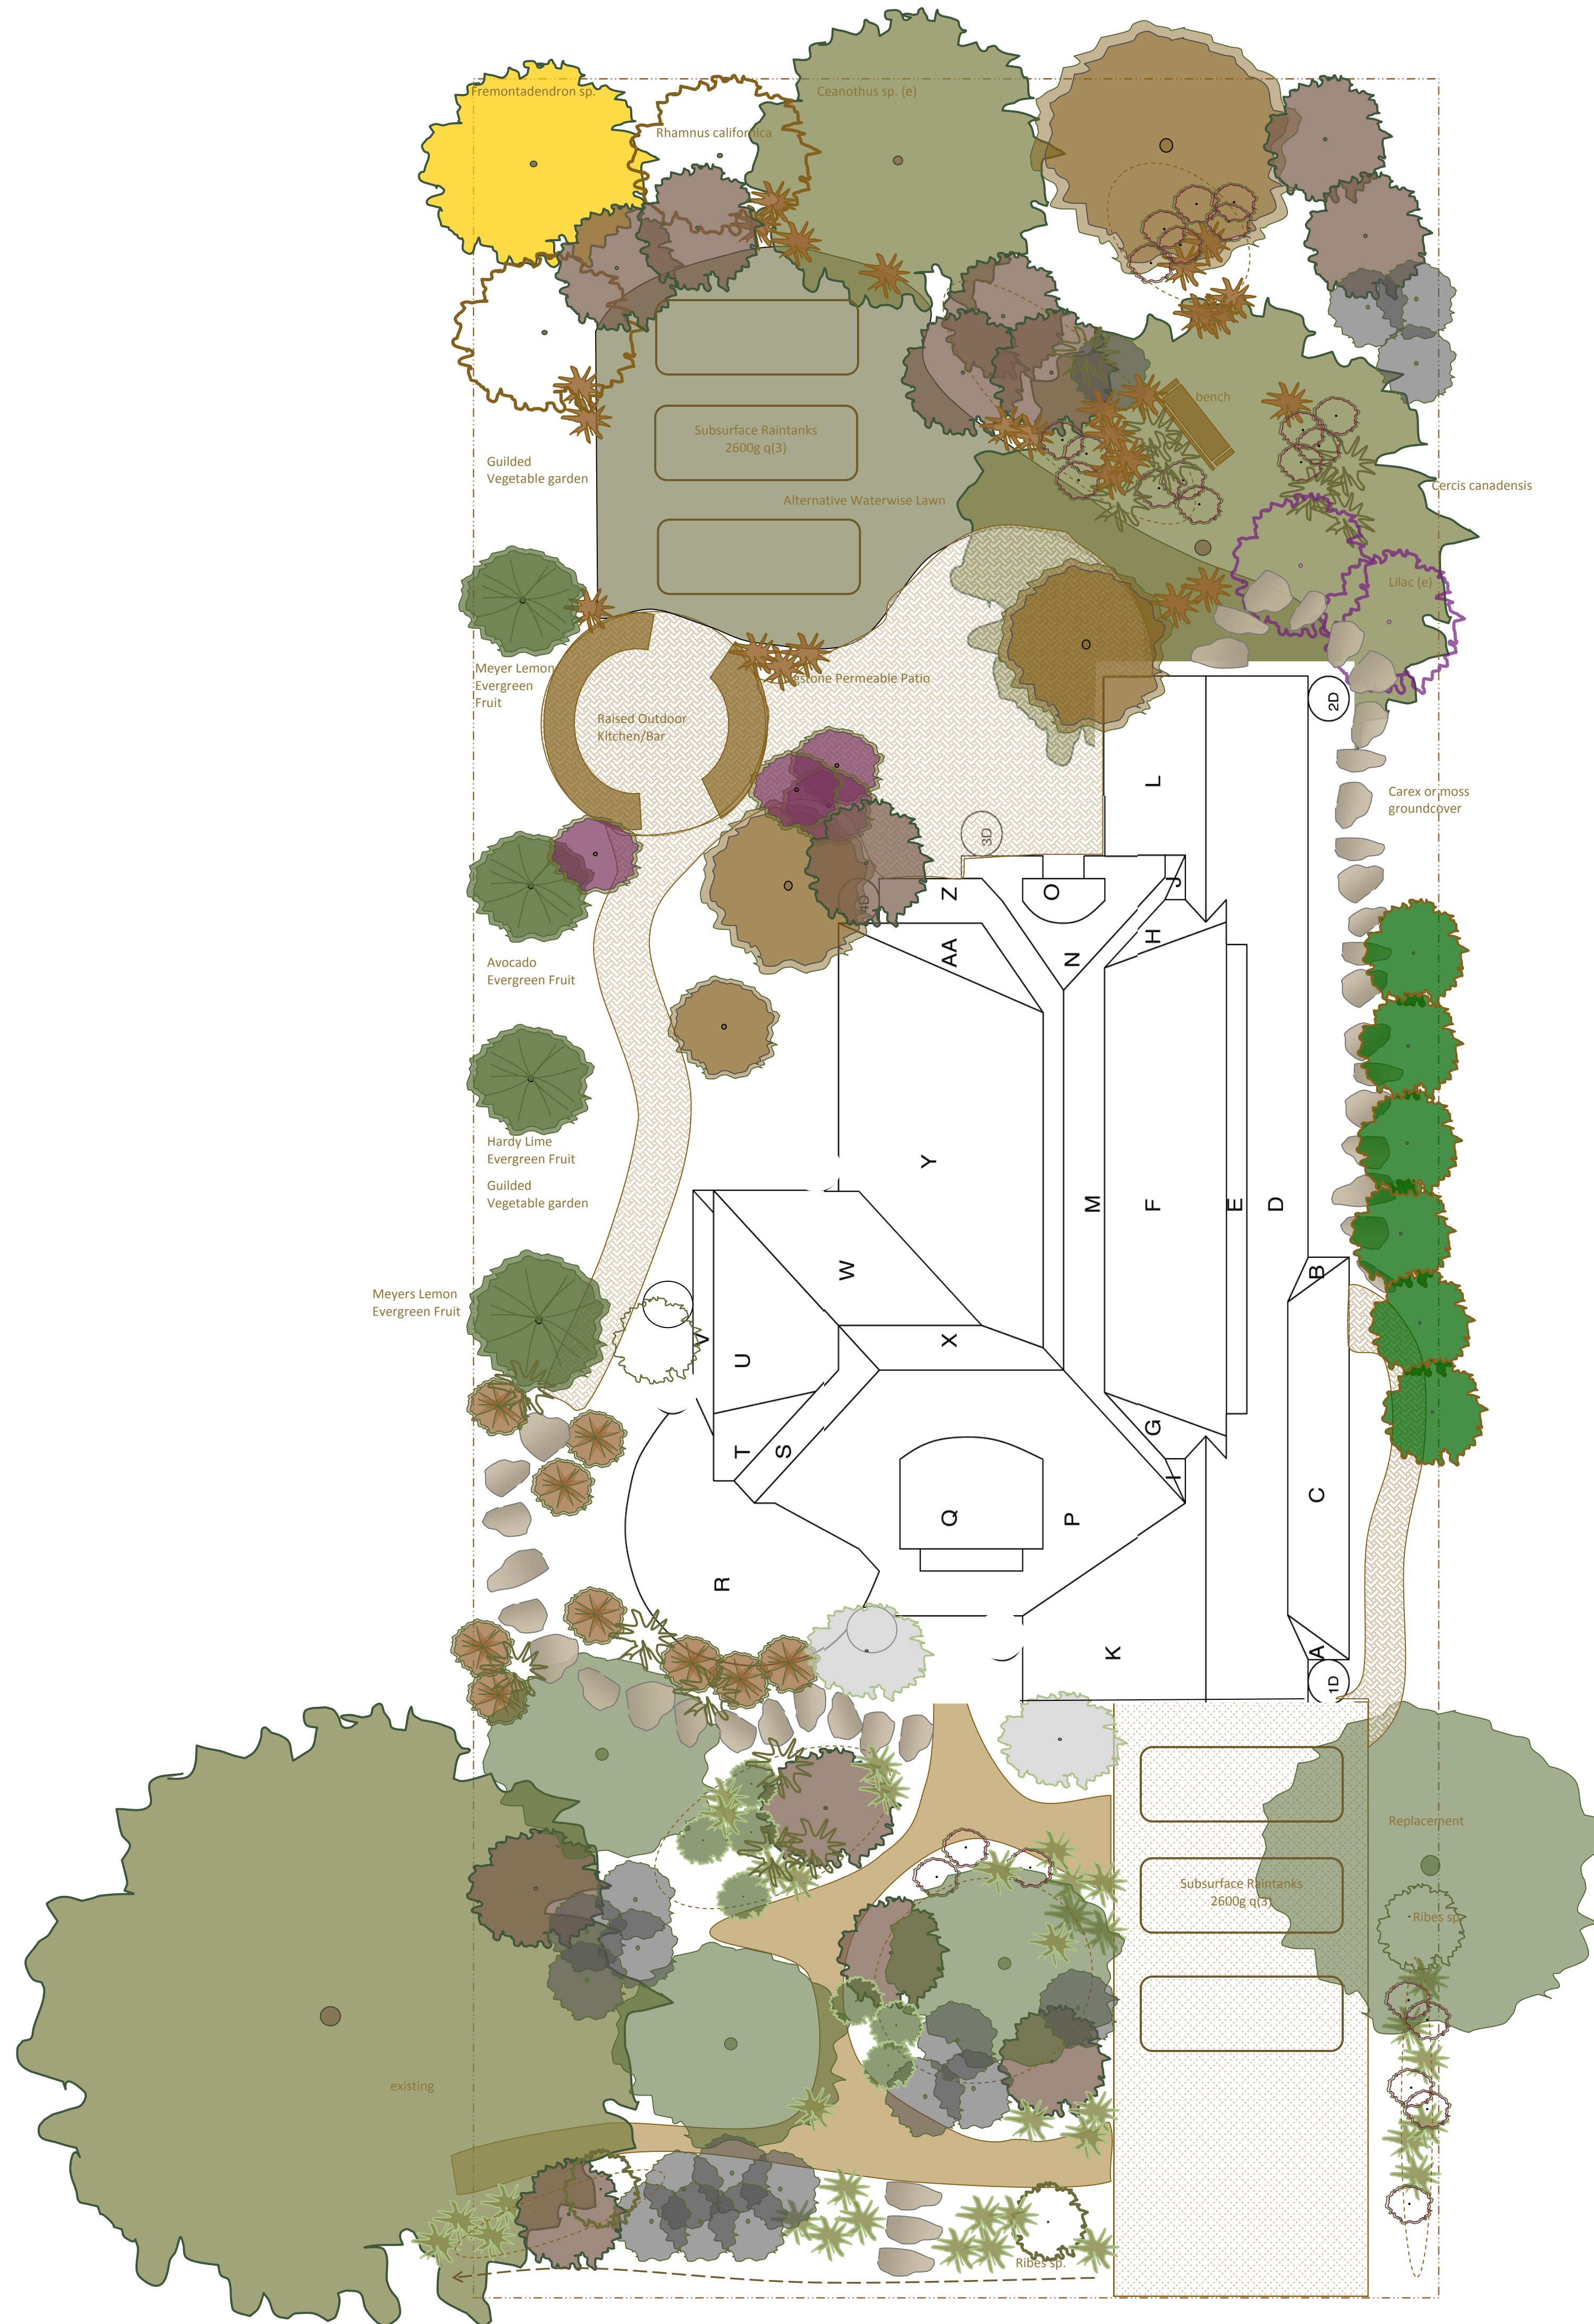 Fremontadendron sp.
Ceanothus sp. (e)
Rhamnus californica
bench
Subsurface Raintanks
2600g q(3)
Guilded
Vegetable garden
Alternative Waterwise Lawn
Cercis canadensis
Lilac (e)
Meyer Lemon
Evergreen
Fruit
Permeable Patio
Raised Outdoor
Kitchen/Bar
2D
L
Carex or moss
groundcover
3D
4D
Z
O
J
AA
N
H
Avocado
Evergreen Fruit
Hardy Lime
Evergreen Fruit
Guilded
Vegetable garden
Y
M
F
E
D
W
B
Meyers Lemon
Evergreen Fruit
V
U
X
T
S
G
I
C
Q
P
R
K
A
1D
Replacement
Subsurface Raintanks
2600g q(3)
Ribes sp.
existing
Ribes sp.